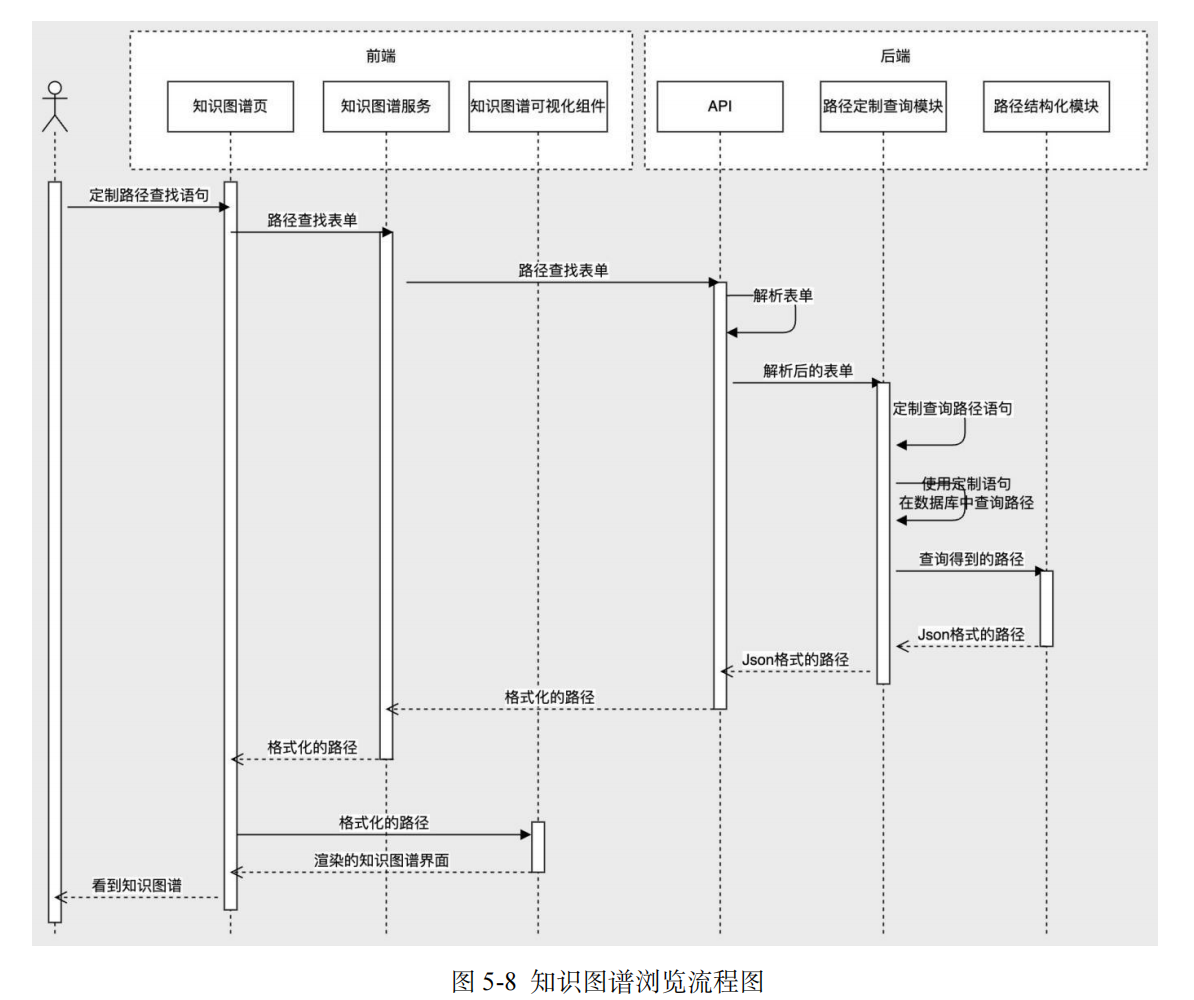 前端
后端
知识图谱页
知识图谱服务
知识图谱可视化组件
API
路径定制查询模块
路径结构化模块
定制路径查找语句
路径查找表单
路径查找表单
解析表单
解析后的表单
定制查询路径语句
使用定制语句
在数据库中查询路径
查询得到的路径
Json格式的路径
Json格式的路径
格式化的路径
格式化的路径
格式化的路径
渲染的知识图谱界面
看到知识图谱
图 5-8 知识图谱浏览流程图